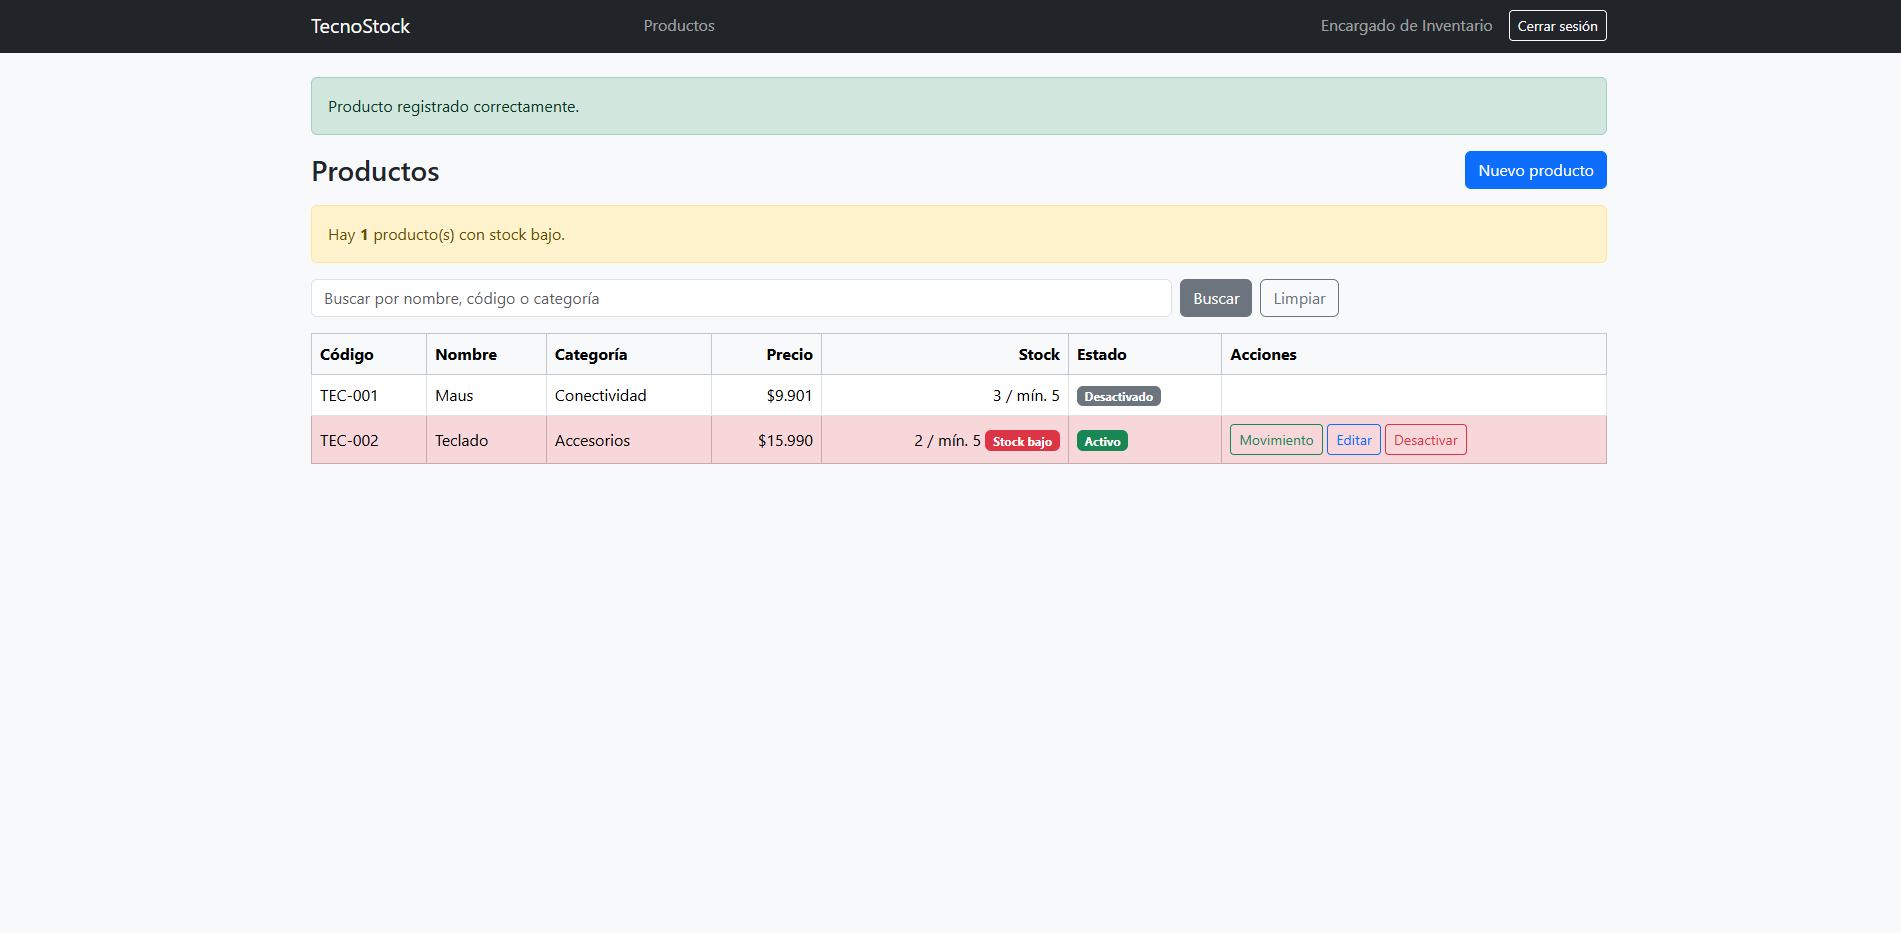 TecnoStock Productos Encargado de Inventario Cerrar sesión
Producto registrado correctamente.
Productos Nuevo producto
Hay 1 producto(s) con stock bajo.
Buscar por nombre, código o categoría Buscar Limpiar
Código Nombre Categoría Precio Stock Estado Acciones
TEC-001 Maus Conectividad $9.901 3 / mín. 5 Desactivado
TEC-002 Teclado Accesorios $15.990 2 / mín. 5 Stock bajo Activo Movimiento Editar Desactivar